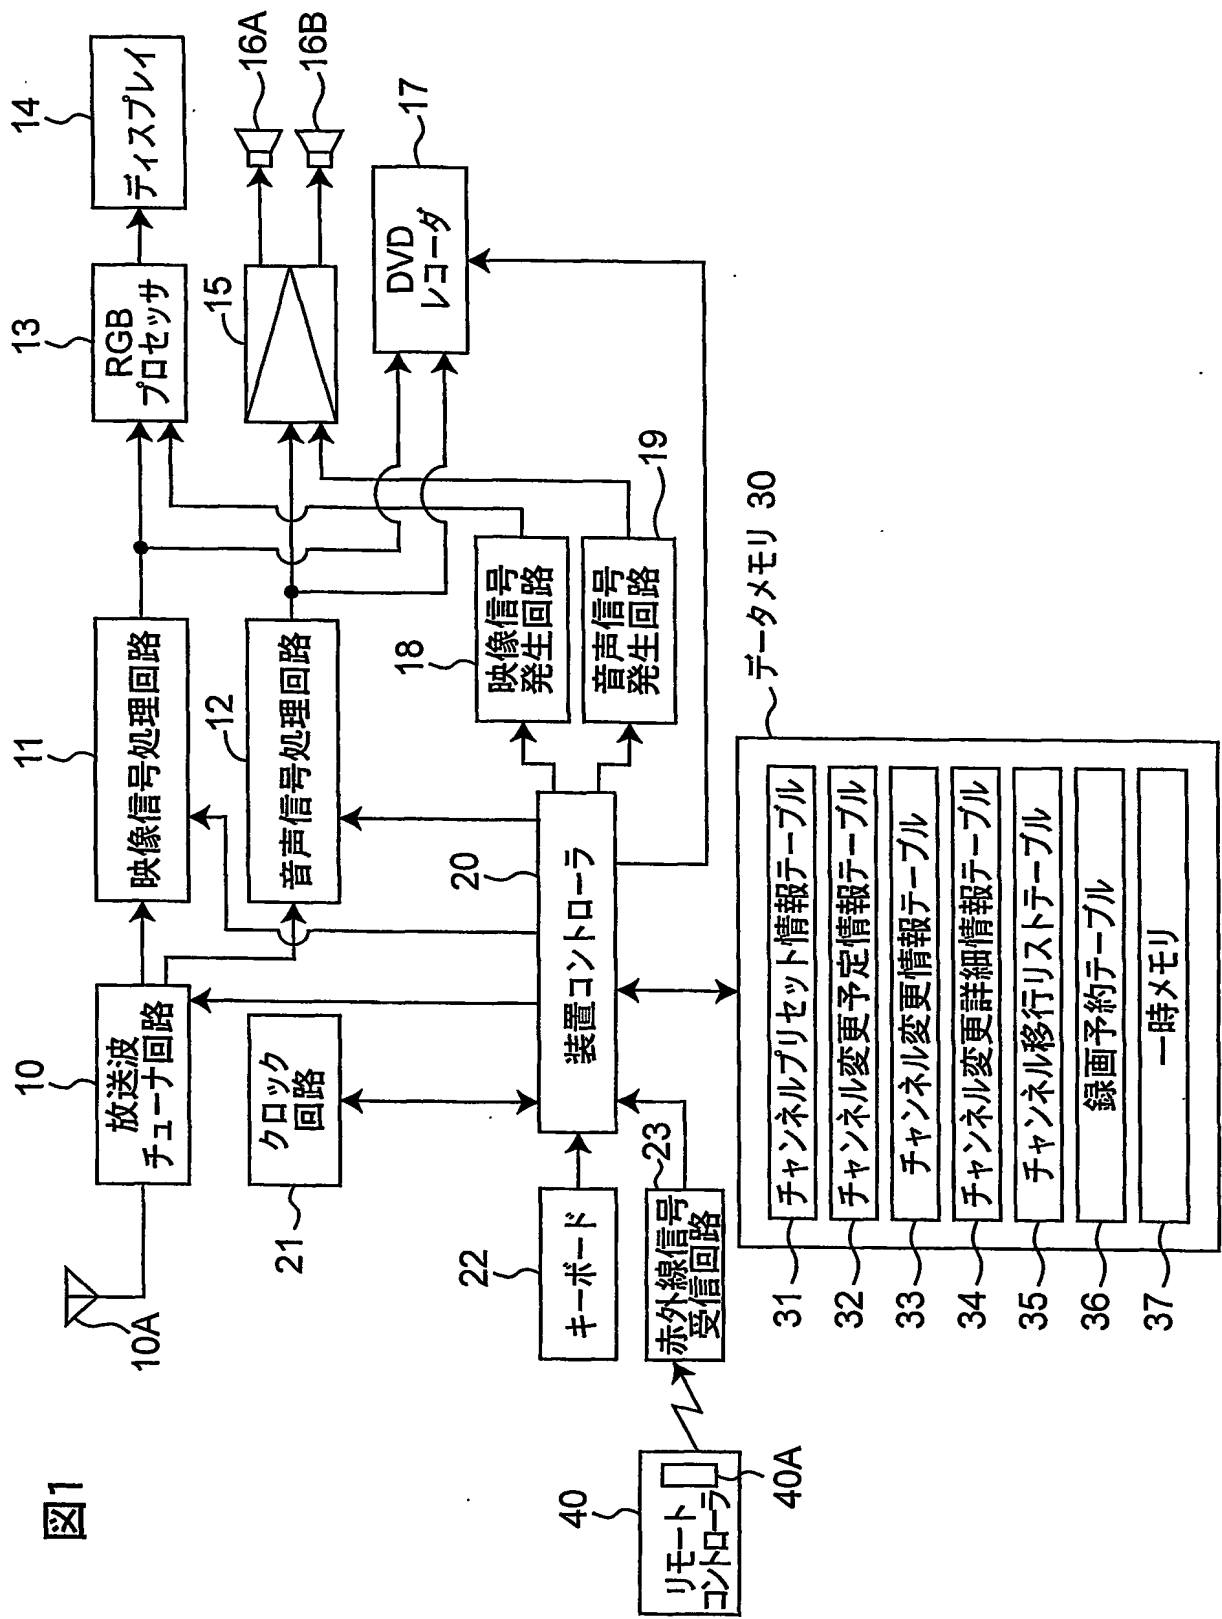 図1
10A
10
放送波
チューナ回路
11
映像信号処理回路
13
RGB
プロセッサ
14
ディスプレイ
12
音声信号処理回路
15
16A
16B
17
DVD
レコーダ
21
クロック
回路
18
映像信号
発生回路
19
音声信号
発生回路
20
装置コントローラ
22
キーボード
23
赤外線信号
受信回路
40
リモート
コントローラ
40A
データメモリ 30
31
チャンネルプリセット情報テーブル
32
チャンネル変更予定情報テーブル
33
チャンネル変更情報テーブル
34
チャンネル変更詳細情報テーブル
35
チャンネル移行リストテーブル
36
録画予約テーブル
37
一時メモリ